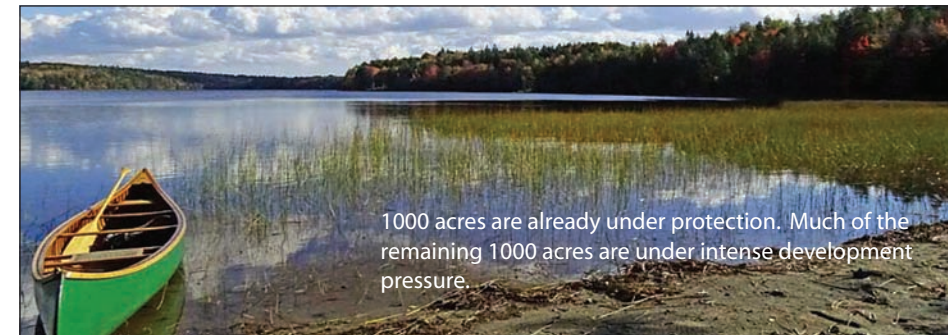 1000 acres are already under protection. Much of the
remaining 1000 acres are under intense development
pressure.